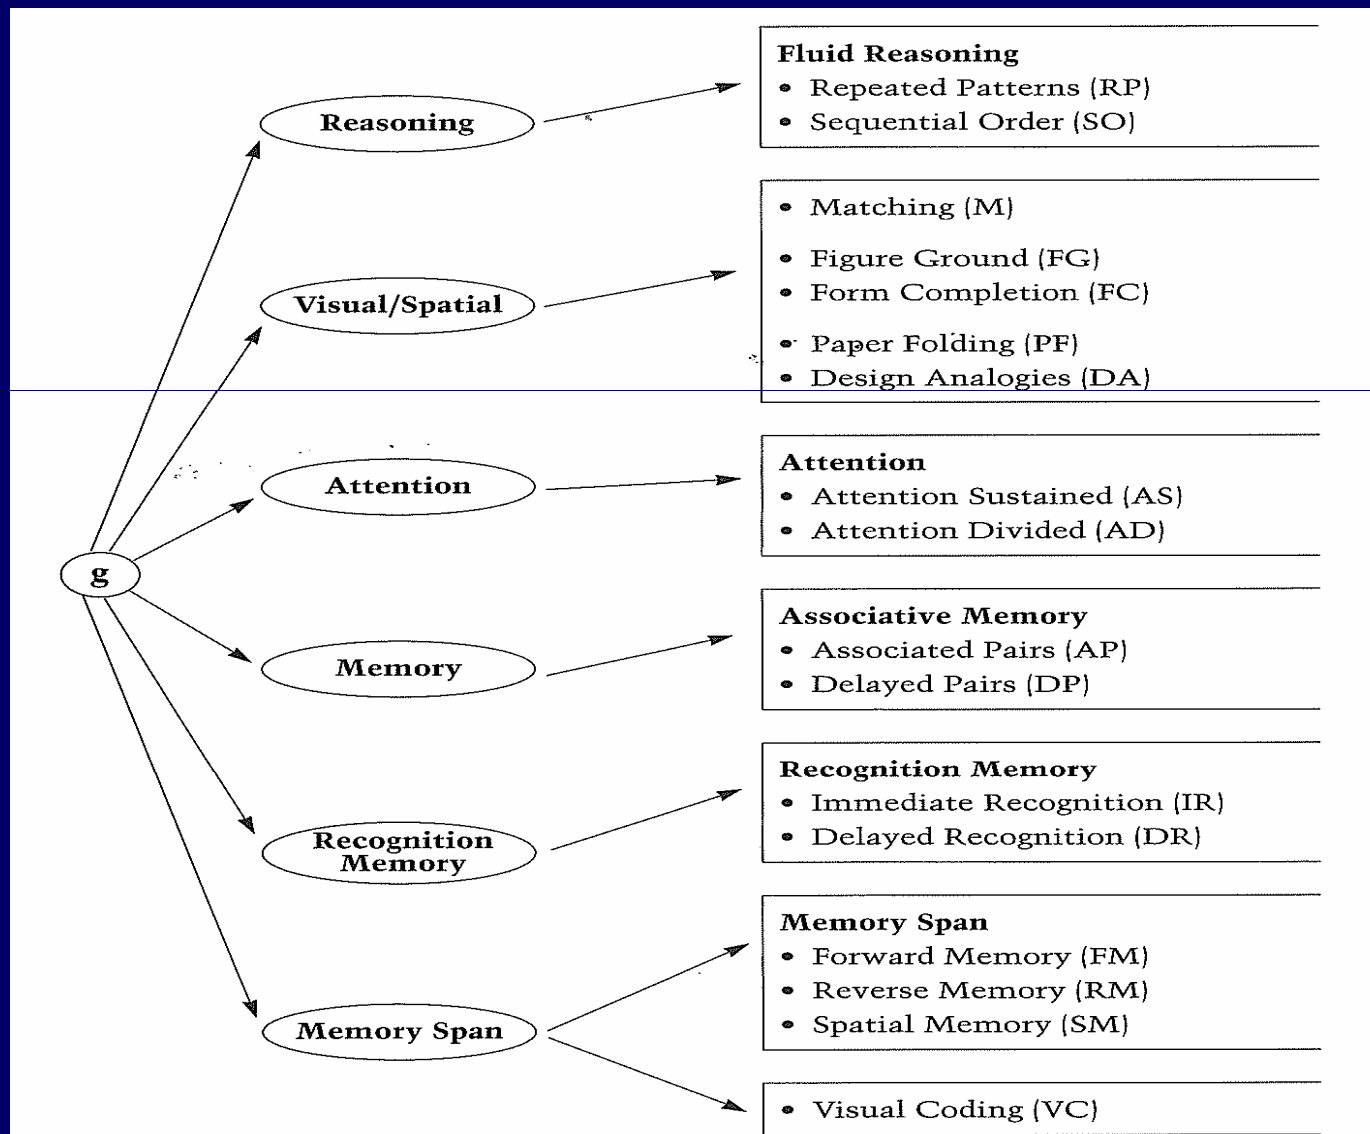 g
Reasoning
Visual/Spatial
Attention
Memory
Recognition
Memory
Memory Span
Fluid Reasoning
• Repeated Patterns (RP)
• Sequential Order (SO)
• Matching (M)
• Figure Ground (FG)
• Form Completion (FC)
• Paper Folding (PF)
• Design Analogies (DA)
Attention
• Attention Sustained (AS)
• Attention Divided (AD)
Associative Memory
• Associated Pairs (AP)
• Delayed Pairs (DP)
Recognition Memory
• Immediate Recognition (IR)
• Delayed Recognition (DR)
Memory Span
• Forward Memory (FM)
• Reverse Memory (RM)
• Spatial Memory (SM)
• Visual Coding (VC)